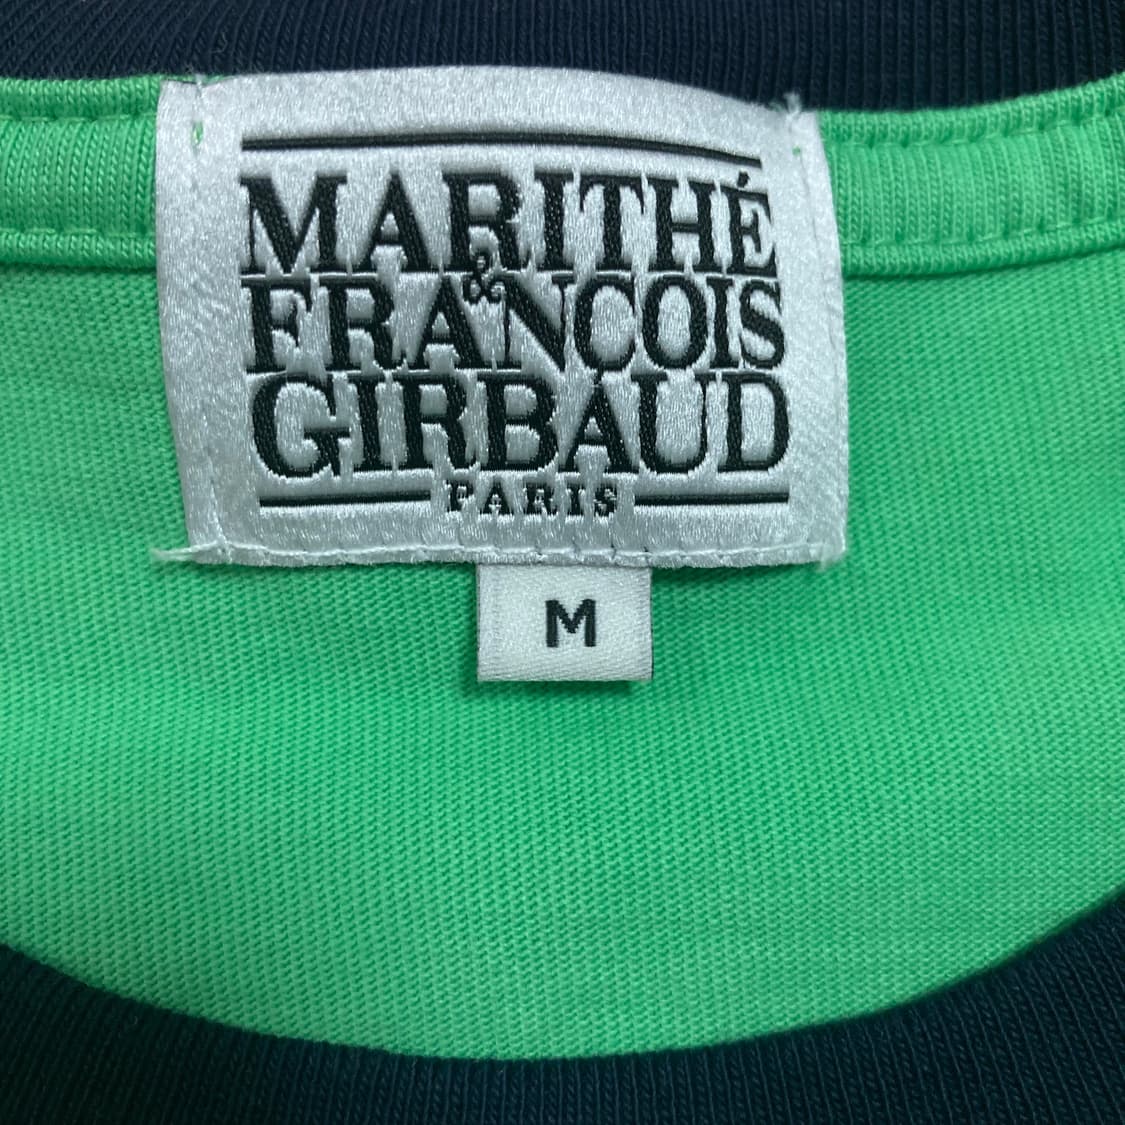 MARITHÉ
&
FRANCOIS
GIRBAUD
PARIS
M